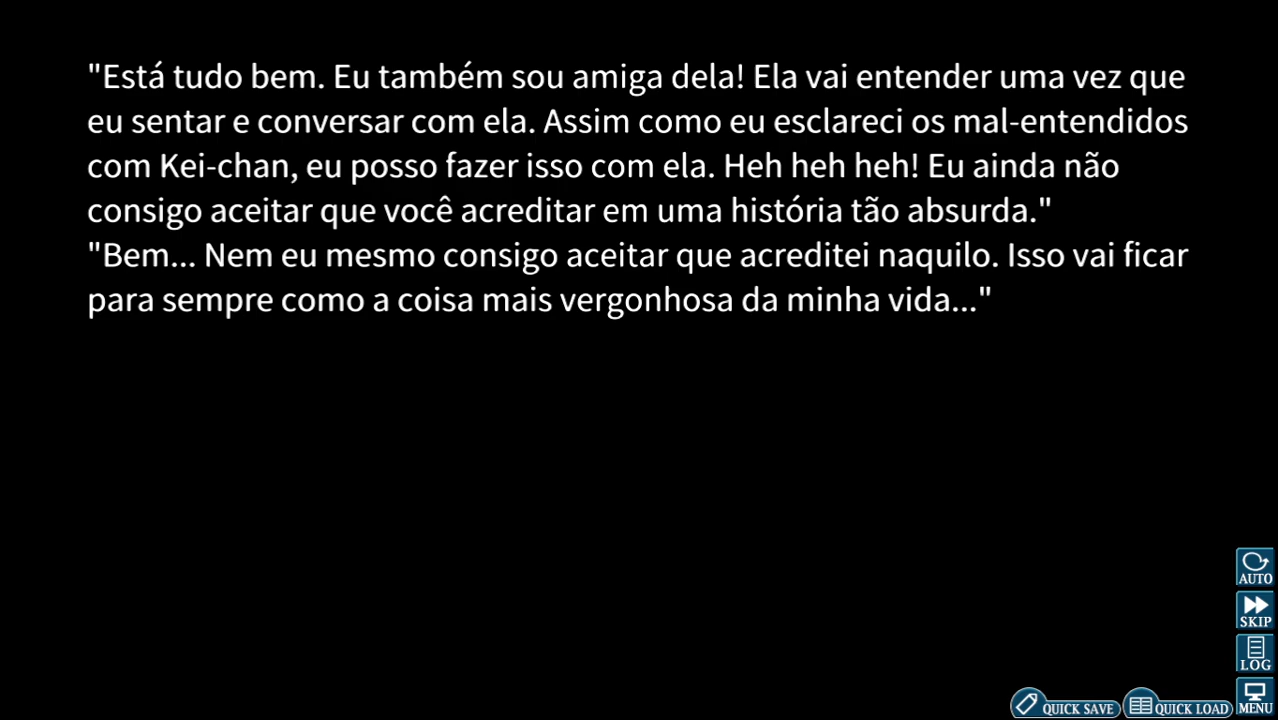 "Está tudo bem. Eu também sou amiga dela! Ela vai entender uma vez que
eu sentar e conversar com ela. Assim como eu esclareci os mal-entendidos
com Kei-chan, eu posso fazer isso com ela. Heh heh heh! Eu ainda não
consigo aceitar que você acreditar em uma história tão absurda."
"Bem... Nem eu mesmo consigo aceitar que acreditei naquilo. Isso vai ficar
para sempre como a coisa mais vergonhosa da minha vida..."
AUTO
SKIP
LOG
QUICK SAVE
QUICK LOAD
MENU